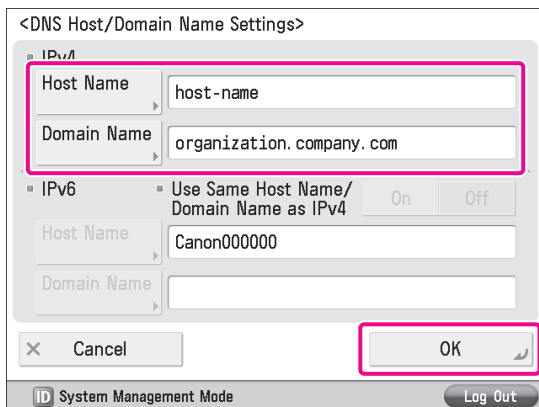 <DNS Host/Domain Name Settings>
IPv4
Host Name
host-name
Domain Name
organization.company.com
IPv6
Use Same Host Name/
Domain Name as IPv4
On
Off
Host Name
Canon000000
Domain Name
Cancel
OK
ID System Management Mode
Log Out